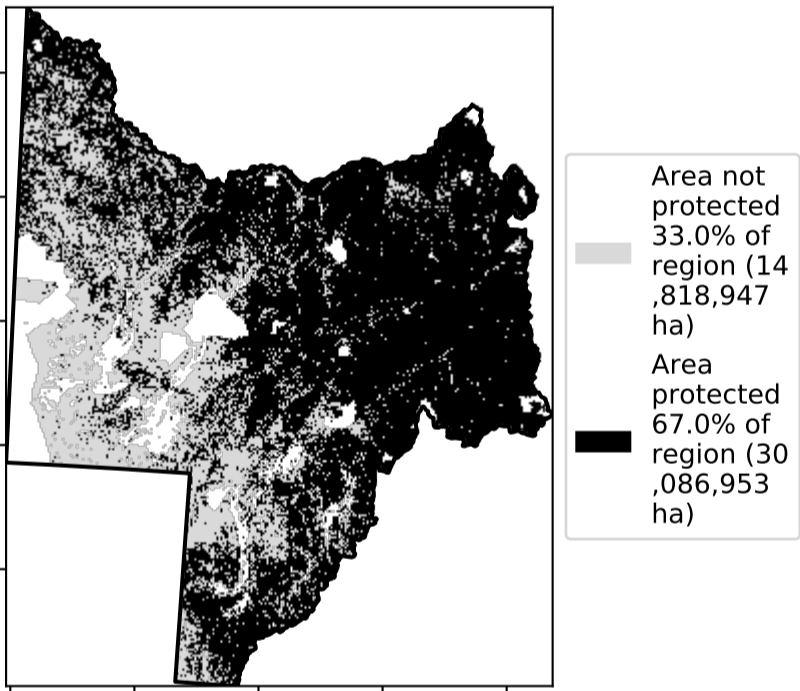 Area not
protected
33.0% of
region (14
,818,947
ha)
Area
protected
67.0% of
region (30
,086,953
ha)